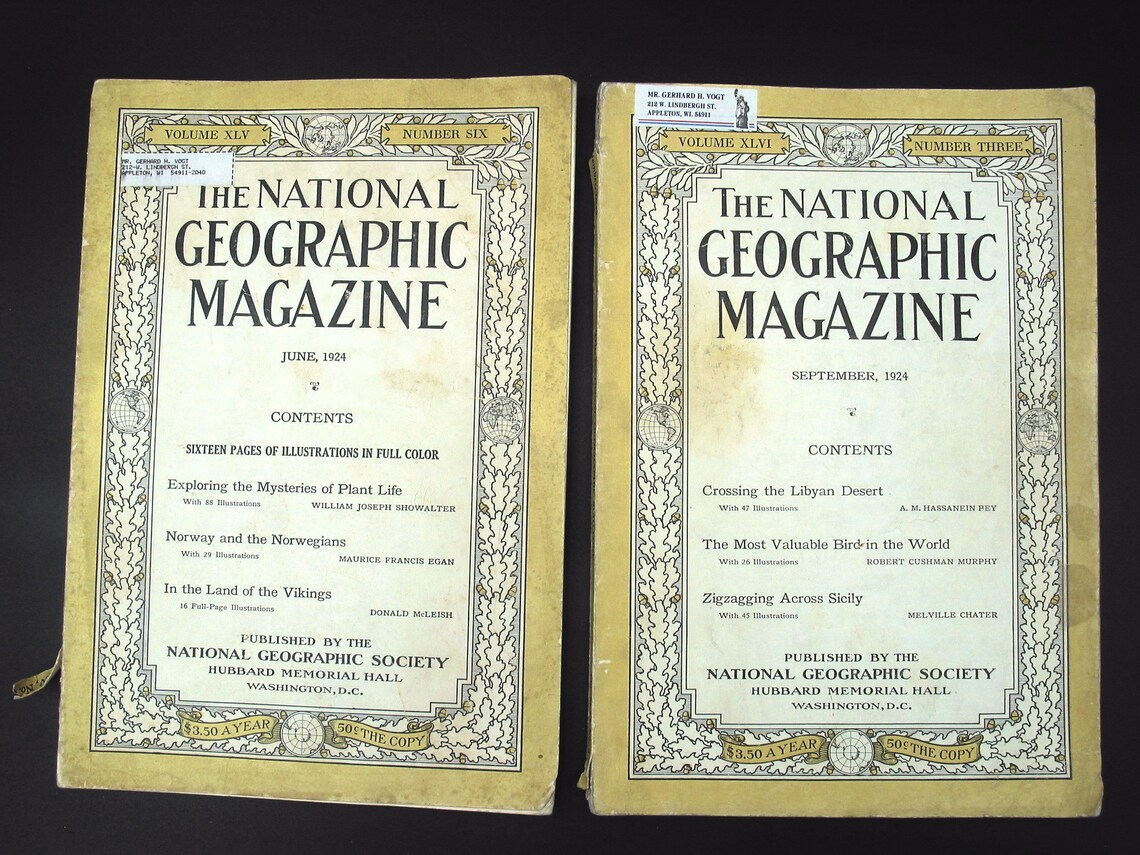 VOLUME XLV
NUMBER SIX
MR. GERHARD H. VOGT
212-W. LINDBERGH ST.
APPLETON, WI 54911-2040
THE NATIONAL
GEOGRAPHIC
MAGAZINE
JUNE, 1924
CONTENTS
SIXTEEN PAGES OF ILLUSTRATIONS IN FULL COLOR
Exploring the Mysteries of Plant Life
With 88 Illustrations WILLIAM JOSEPH SHOWALTER
Norway and the Norwegians
With 29 Illustrations MAURICE FRANCIS EGAN
In the Land of the Vikings
16 Full-Page Illustrations DONALD McLEISH
PUBLISHED BY THE
NATIONAL GEOGRAPHIC SOCIETY
HUBBARD MEMORIAL HALL
WASHINGTON, D.C.
$3.50 A YEAR
50¢ THE COPY
MR. GERHARD H. VOGT
212 W. LINDBERGH ST.
APPLETON, WI. 54911
VOLUME XLVI
NUMBER THREE
THE NATIONAL
GEOGRAPHIC
MAGAZINE
SEPTEMBER, 1924
CONTENTS
Crossing the Libyan Desert
With 47 Illustrations A. M. HASSANEIN BEY
The Most Valuable Bird in the World
With 26 Illustrations ROBERT CUSHMAN MURPHY
Zigzagging Across Sicily
With 45 Illustrations MELVILLE CHATER
PUBLISHED BY THE
NATIONAL GEOGRAPHIC SOCIETY
HUBBARD MEMORIAL HALL
WASHINGTON, D.C.
$3.50 A YEAR
50¢ THE COPY